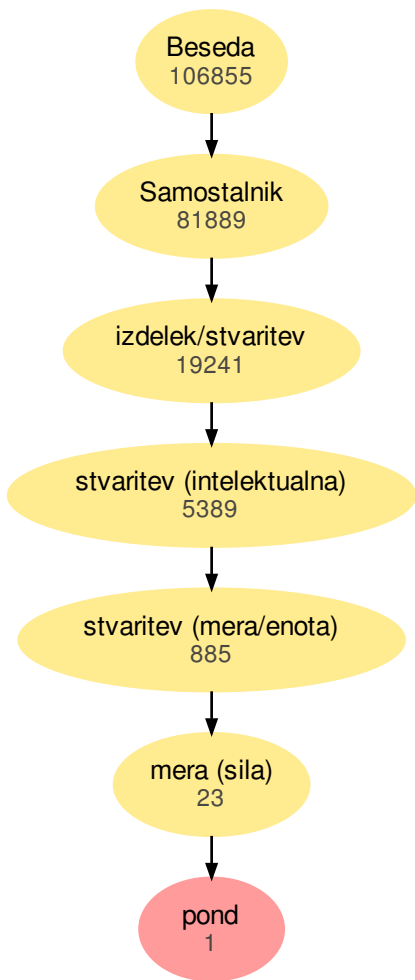 Beseda
106855
Samostalnik
81889
izdelek/stvaritev
19241
stvaritev (intelektualna)
5389
stvaritev (mera/enota)
885
mera (sila)
23
pond
1